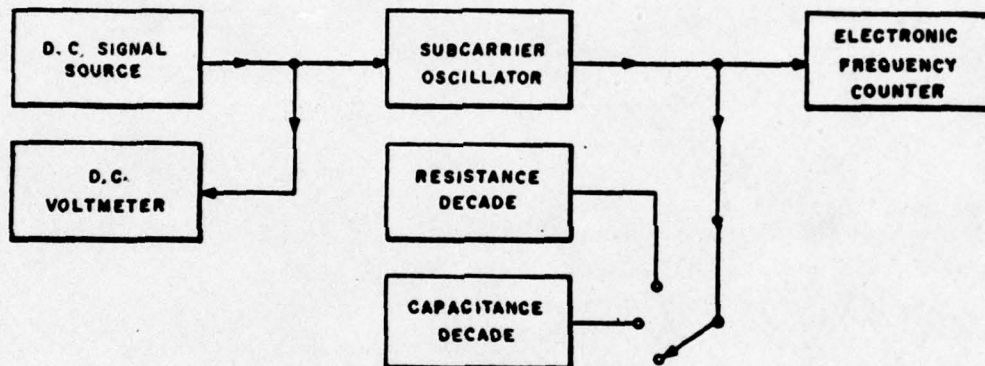 D.C. SIGNAL
SOURCE
SUBCARRIER
OSCILLATOR
ELECTRONIC
FREQUENCY
COUNTER
D.C.
VOLTMETER
RESISTANCE
DECADE
CAPACITANCE
DECADE